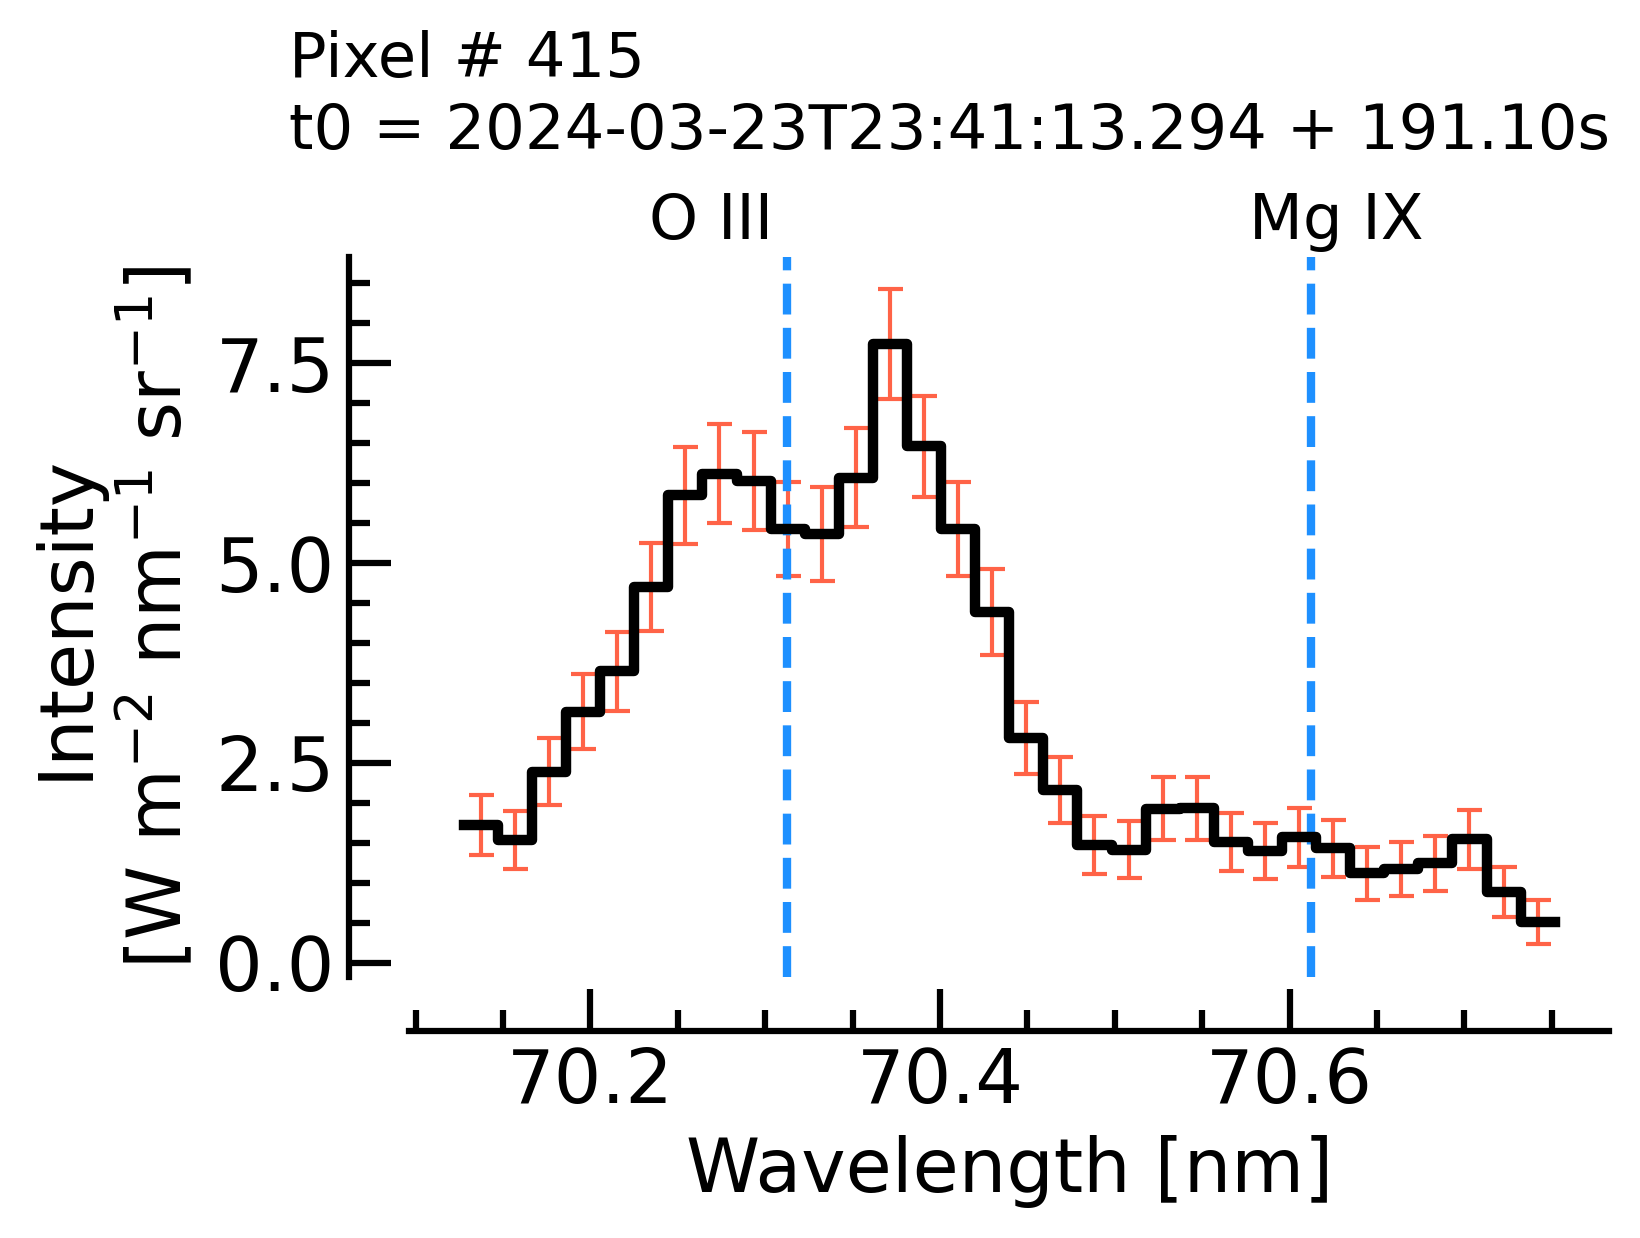 Pixel # 415
t0 = 2024-03-23T23:41:13.294 + 191.10s
O III Mg IX
Intensity
[W m⁻² nm⁻¹ sr⁻¹]
7.5
5.0
2.5
0.0
70.2 70.4 70.6
Wavelength [nm]